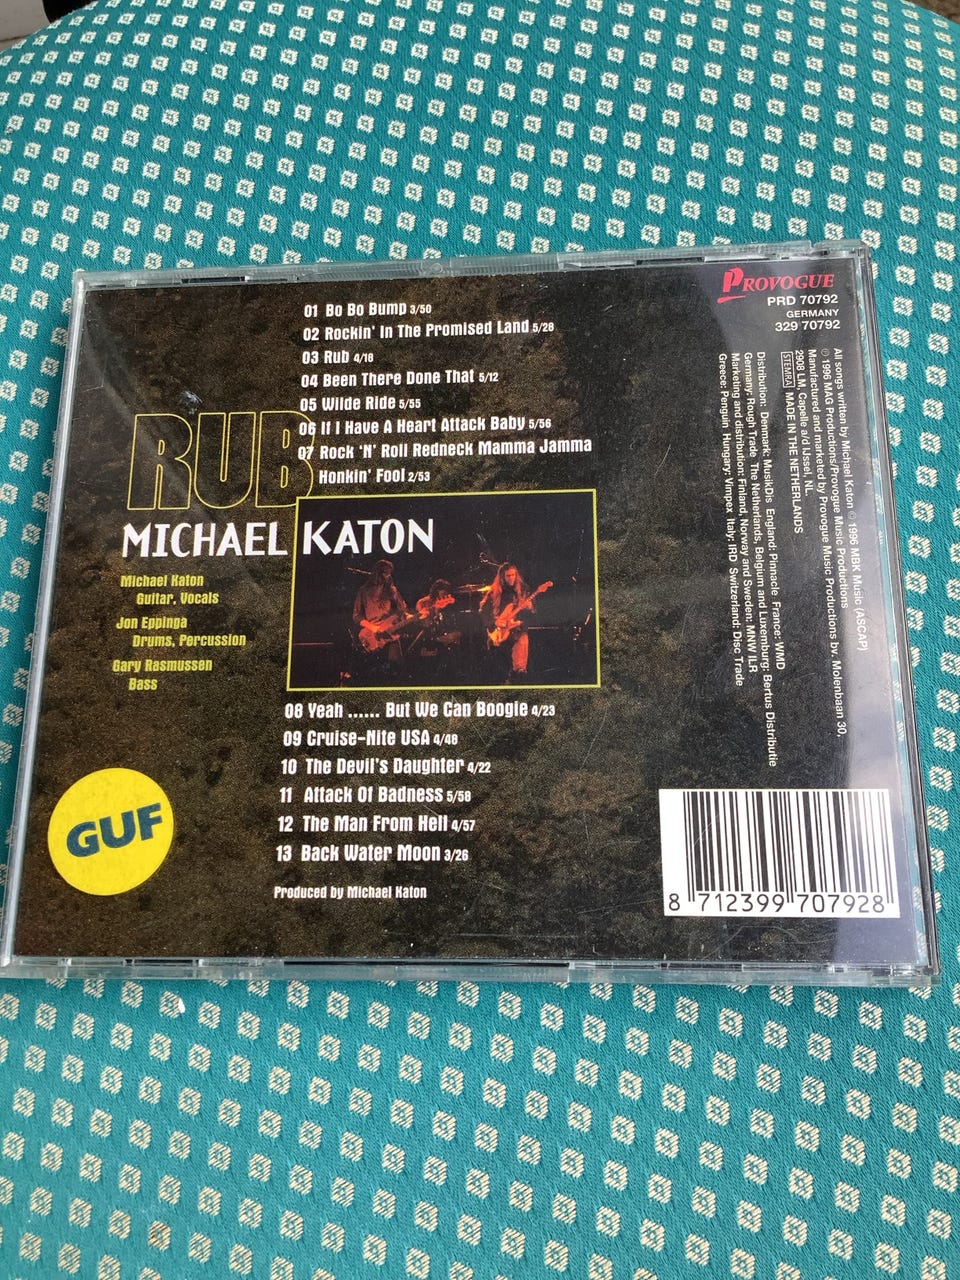 01 Bo Bo Bump 3/50
02 Rockin' In The Promised Land 5/28
03 Rub 4/16
04 Been There Done That 5/12
05 Wilde Ride 5/55
06 If I Have A Heart Attack Baby 5/56
07 Rock 'N' Roll Redneck Mamma Jamma
Honkin' Fool 2/53
RUB
MICHAEL KATON
Michael Katon
Guitar, Vocals
Jon Eppinga
Drums, Percussion
Gary Rasmussen
Bass
08 Yeah ...... But We Can Boogie 4/23
09 Cruise-Nite USA 4/48
10 The Devil's Daughter 4/22
11 Attack Of Badness 5/58
12 The Man From Hell 4/57
13 Back Water Moon 3/26
Produced by Michael Katon
GUF
PROVOGUE
PRD 70792
GERMANY
329 70792
All songs written by Michael Katon © 1996 MBK Music (ASCAP)
℗ 1996 MAG Productions/Provogue Music Productions
Manufactured and marketed by Provogue Music Productions bv. Molenbaan 30,
2908 LM, Capelle a/d IJssel, NL.
STEMRA MADE IN THE NETHERLANDS
Distribution: Denmark: MusikDis England: Pinnacle France: WMD
Germany: Rough Trade The Netherlands, Belgium and Luxemburg: Bertus Distributie
Marketing and distribution: Finland, Norway and Sweden: MNW ILR
Greece: Penguin Hungary: Vimpex Italy: IRD Switzerland: Disc Trade
8 712399 707928